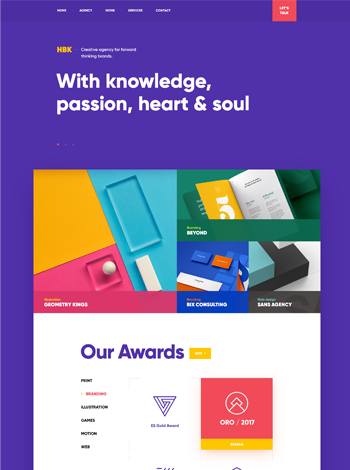 HOME
AGENCY
WORK
SERVICES
CONTACT
LET'S
TALK
HBK
Creative agency for forward
thinking brands.
With knowledge,
passion, heart & soul
Branding
BEYOND
Illustration
GEOMETRY KINGS
Branding
BIX CONSULTING
Web design
SANS AGENCY
Our Awards
PRINT
BRANDING
ILLUSTRATION
GAMES
MOTION
WEB
ES Gold Award
ORO / 2017